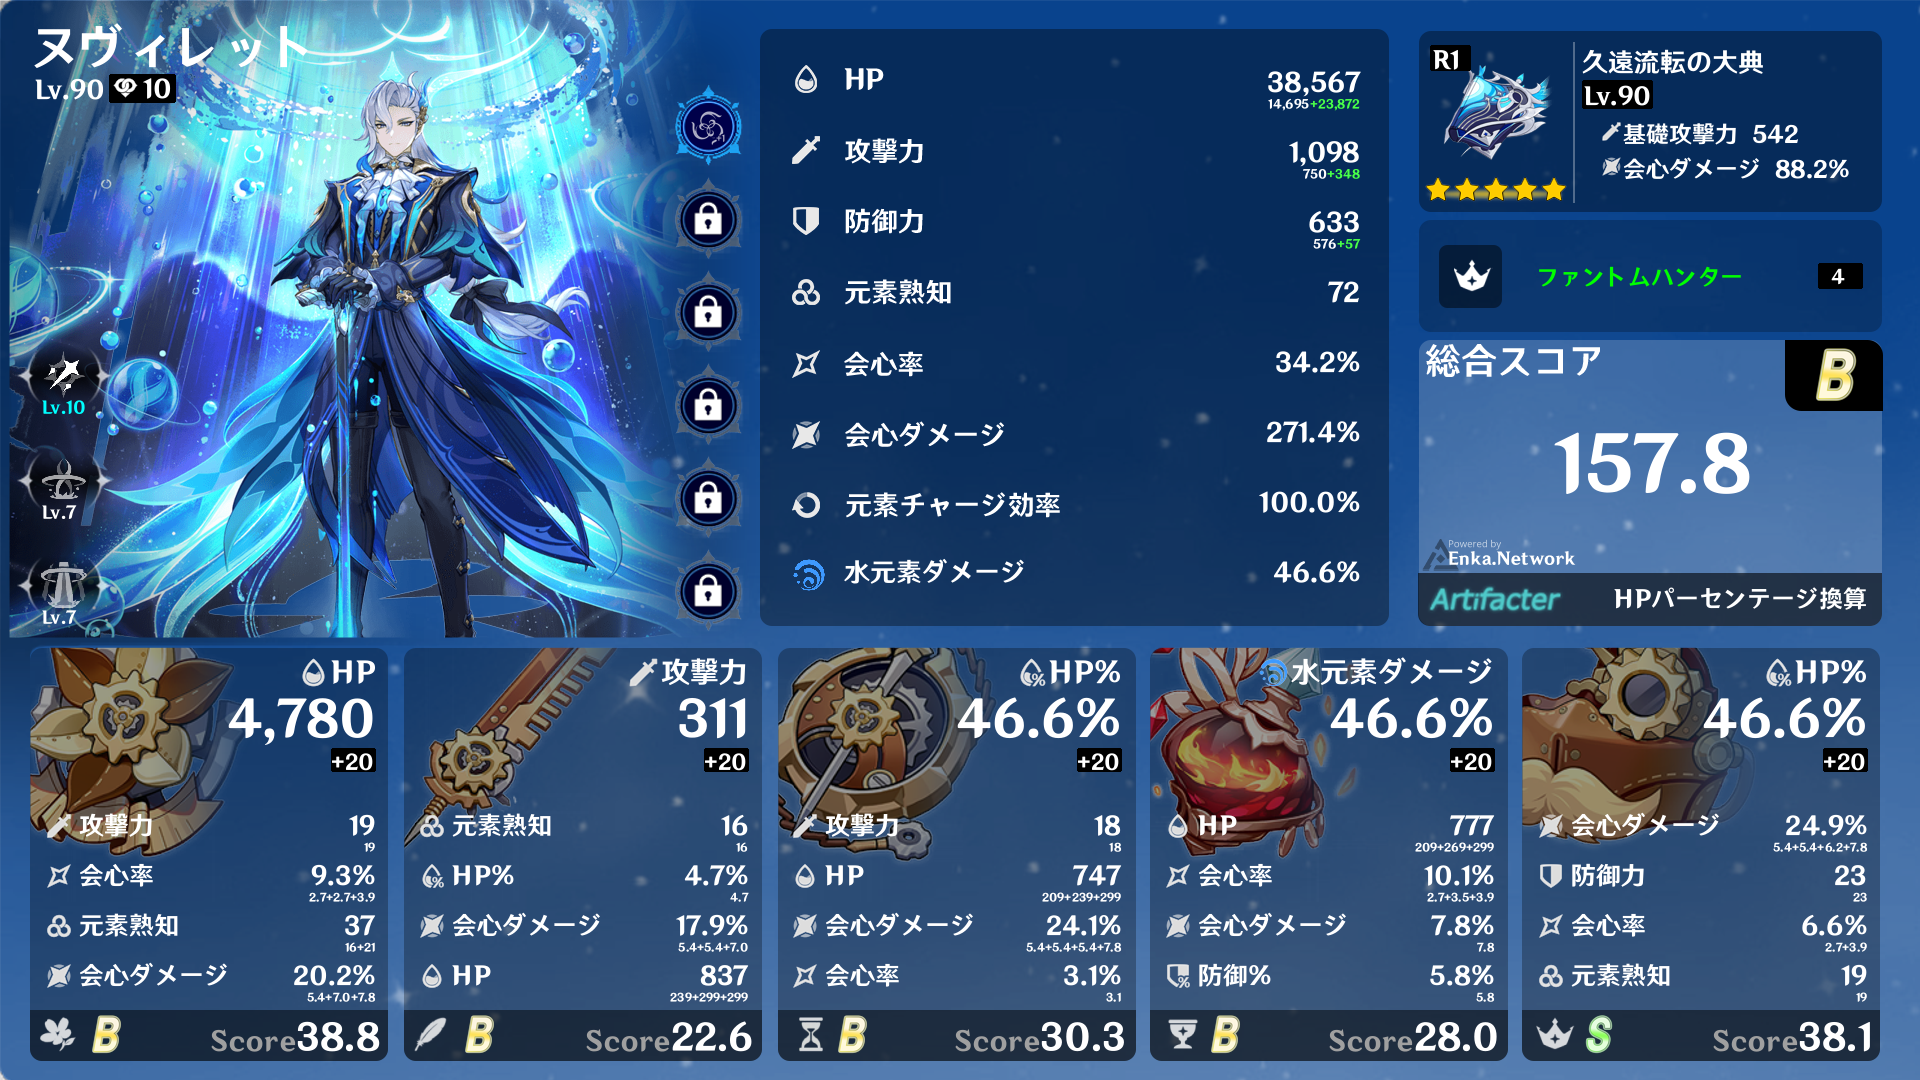 ヌヴィレット
Lv.90 10
Lv.10
Lv.7
Lv.7
HP 38,567
14,695+23,872
攻撃力 1,098
750+348
防御力 633
576+57
元素熟知 72
会心率 34.2%
会心ダメージ 271.4%
元素チャージ効率 100.0%
水元素ダメージ 46.6%
R1
久遠流転の大典
Lv.90
基礎攻撃力 542
会心ダメージ 88.2%
ファントムハンター 4
総合スコア B
157.8
Powered by
Enka.Network
Artifacter HPパーセンテージ換算
HP
4,780
+20
攻撃力 19
19
会心率 9.3%
2.7+2.7+3.9
元素熟知 37
16+21
会心ダメージ 20.2%
5.4+7.0+7.8
B Score38.8
攻撃力
311
+20
元素熟知 16
16
HP% 4.7%
4.7
会心ダメージ 17.9%
5.4+5.4+7.0
HP 837
239+299+299
B Score22.6
HP%
46.6%
+20
攻撃力 18
18
HP 747
209+239+299
会心ダメージ 24.1%
5.4+5.4+5.4+7.8
会心率 3.1%
3.1
B Score30.3
水元素ダメージ
46.6%
+20
HP 777
209+269+299
会心率 10.1%
2.7+3.5+3.9
会心ダメージ 7.8%
7.8
防御% 5.8%
5.8
B Score28.0
HP%
46.6%
+20
会心ダメージ 24.9%
5.4+5.4+6.2+7.8
防御力 23
23
会心率 6.6%
2.7+3.9
元素熟知 19
19
S Score38.1